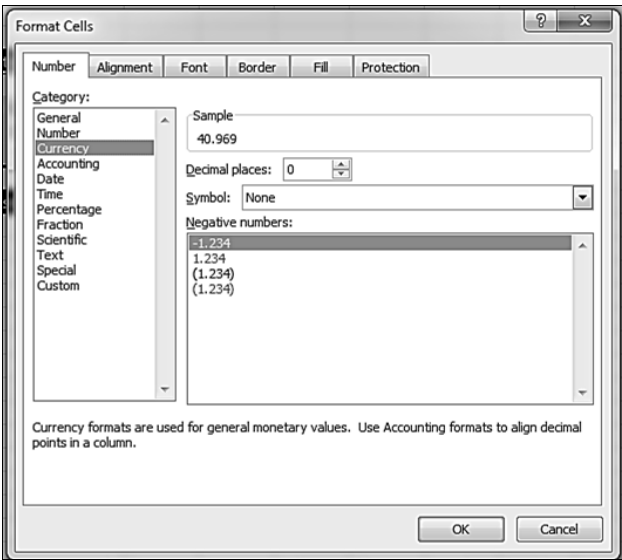 Format Cells
Number Alignment Font Border Fill Protection
Category:
General
Number
Currency
Accounting
Date
Time
Percentage
Fraction
Scientific
Text
Special
Custom
Sample
40.969
Decimal places: 0
Symbol: None
Negative numbers:
-1.234
1.234
(1.234)
(1.234)
Currency formats are used for general monetary values. Use Accounting formats to align decimal
points in a column.
OK Cancel